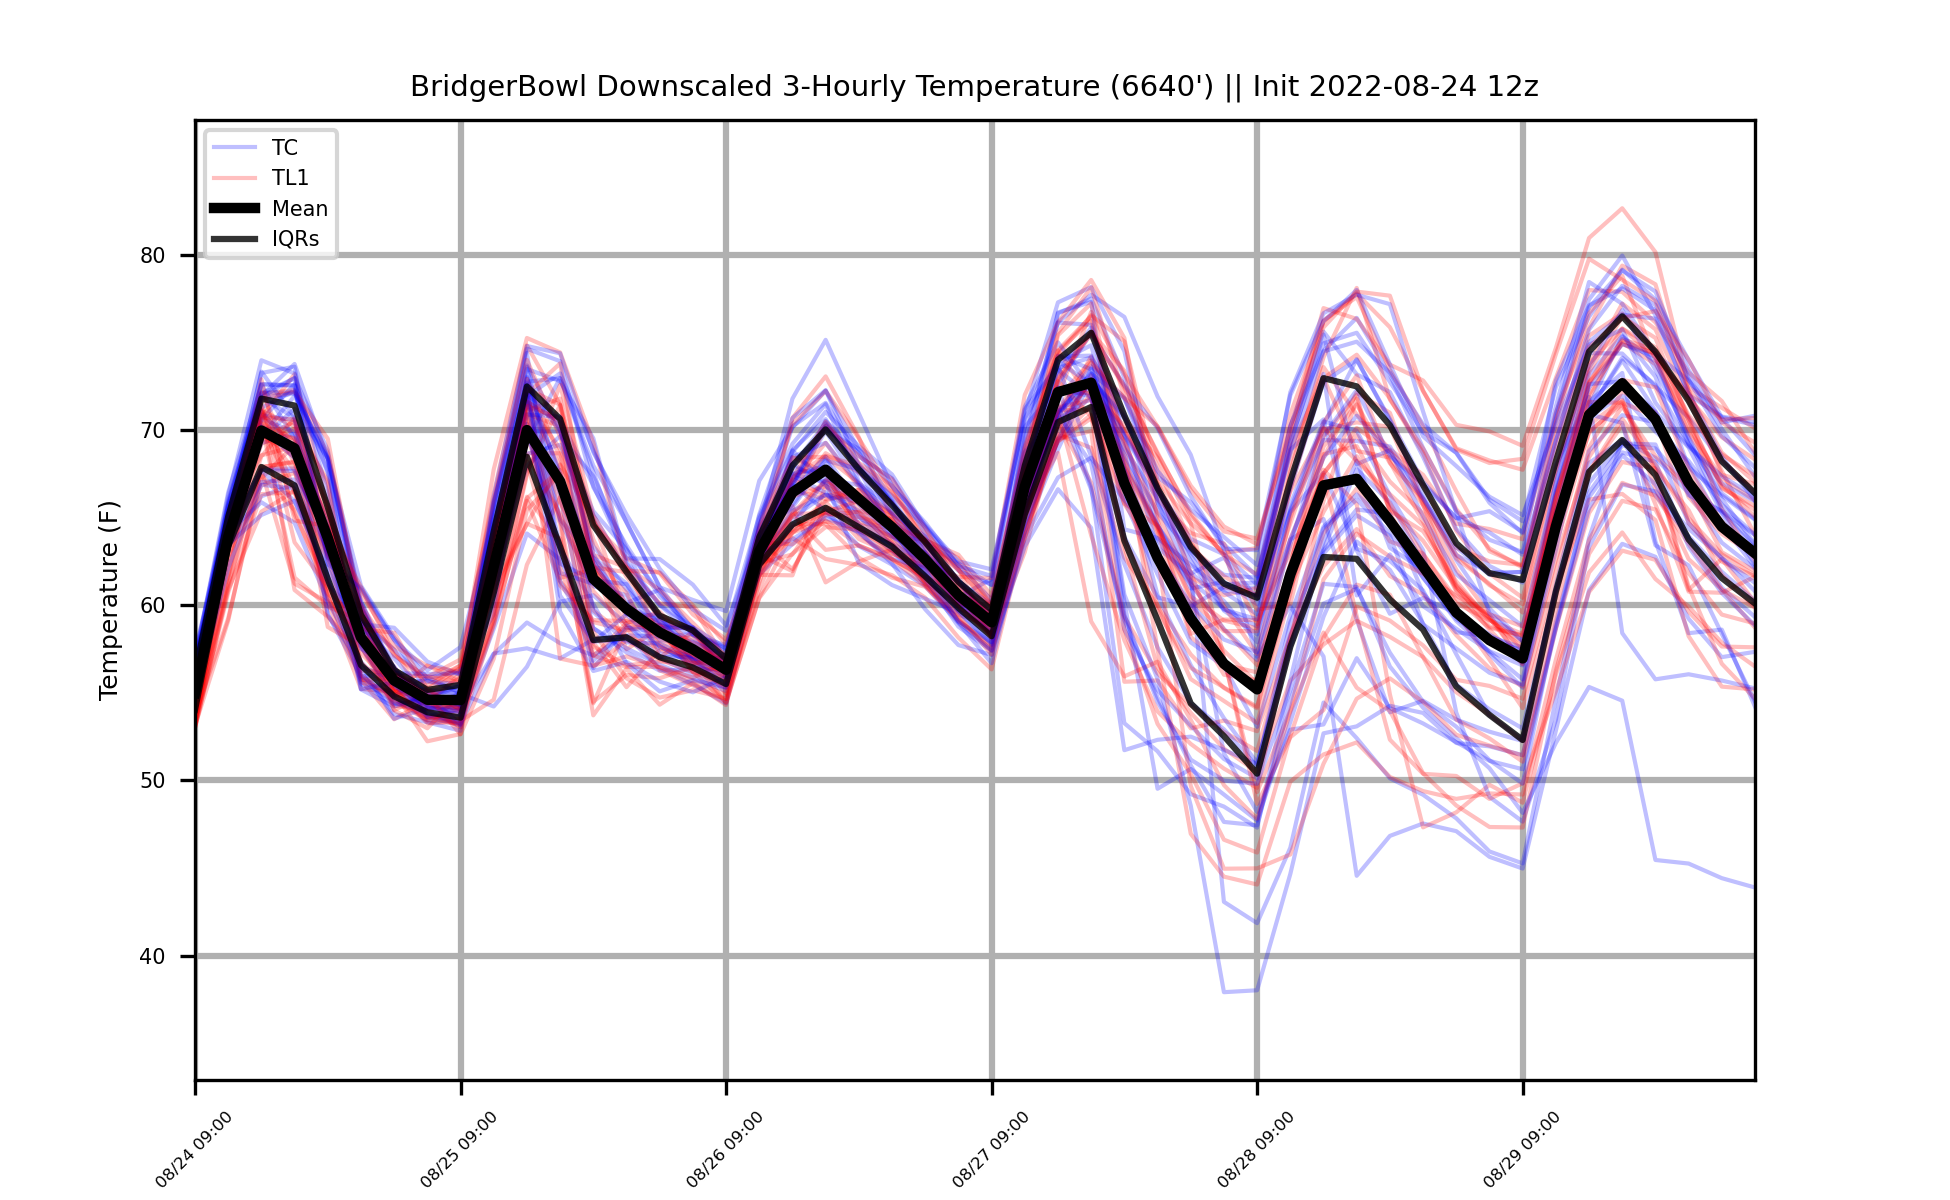 BridgerBowl Downscaled 3-Hourly Temperature (6640') || Init 2022-08-24 12z
TC
TL1
Mean
IQRs
Temperature (F)
80
70
60
50
40
08/24 09:00
08/25 09:00
08/26 09:00
08/27 09:00
08/28 09:00
08/29 09:00